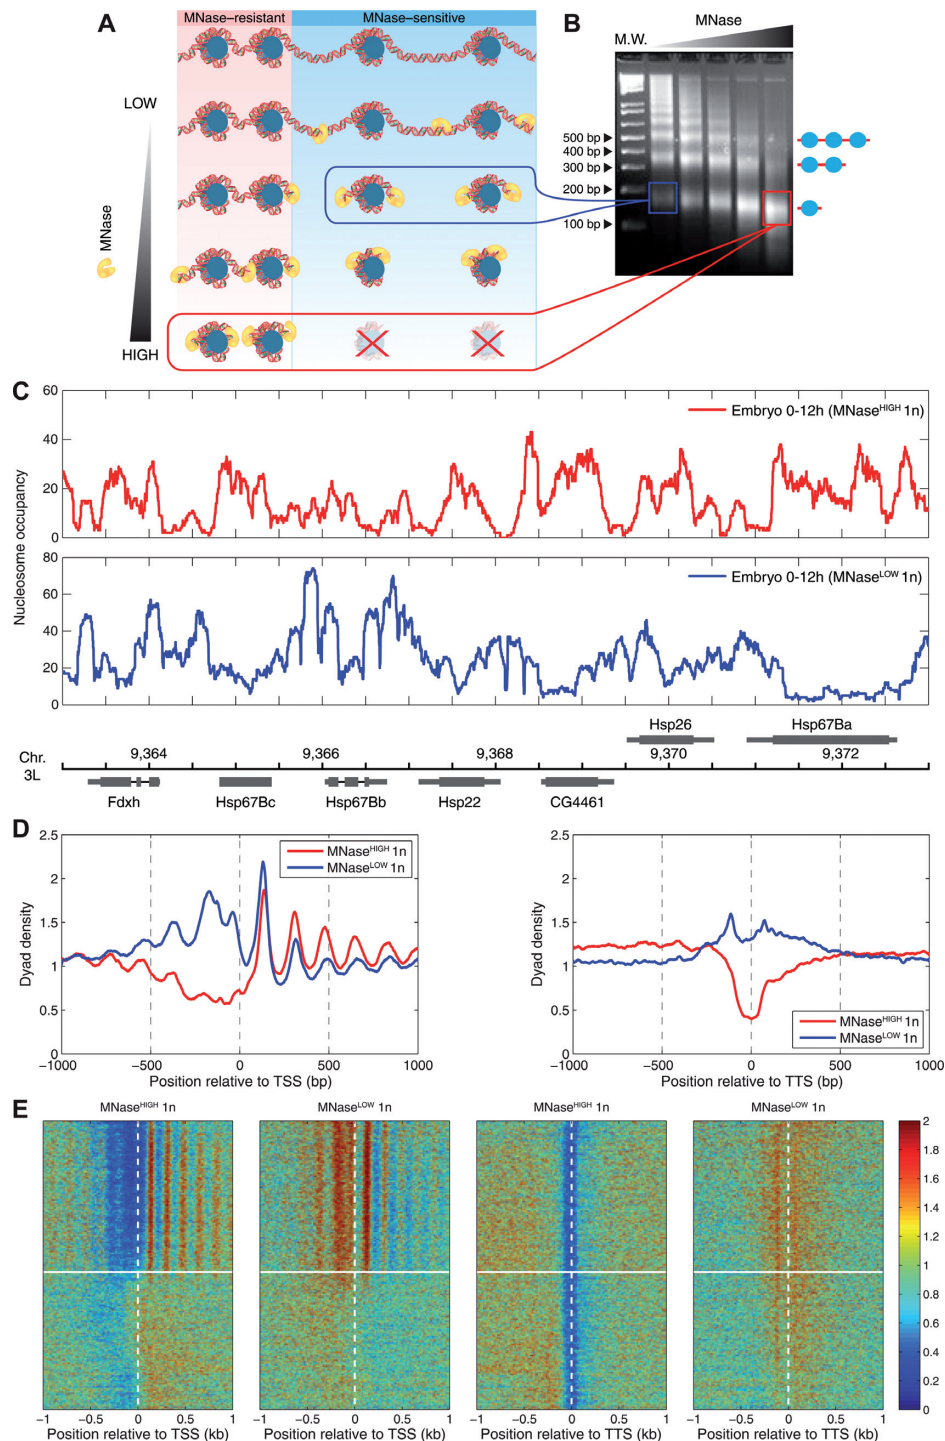 A
MNase–resistant
MNase–sensitive
LOW
MNase
HIGH
B
MNase
M.W.
500 bp
400 bp
300 bp
200 bp
100 bp
C
Nucleosome occupancy
60
40
20
0
Embryo 0-12h (MNaseHIGH 1n)
80
60
40
20
0
Embryo 0-12h (MNaseLOW 1n)
Hsp26
Hsp67Ba
Chr.
3L
9,364
9,366
9,368
9,370
9,372
Fdxh
Hsp67Bc
Hsp67Bb
Hsp22
CG4461
D
2.5
2
1.5
1
0.5
0
Dyad density
MNaseHIGH 1n
MNaseLOW 1n
−1000
−500
0
500
1000
Position relative to TSS (bp)
2.5
2
1.5
1
0.5
0
Dyad density
MNaseHIGH 1n
MNaseLOW 1n
−1000
−500
0
500
1000
Position relative to TTS (bp)
E
MNaseHIGH 1n
MNaseLOW 1n
MNaseHIGH 1n
MNaseLOW 1n
−1 −0.5 0 0.5 1
Position relative to TSS (kb)
−1 −0.5 0 0.5 1
Position relative to TSS (kb)
−1 −0.5 0 0.5 1
Position relative to TTS (kb)
−1 −0.5 0 0.5 1
Position relative to TTS (kb)
2
1.8
1.6
1.4
1.2
1
0.8
0.6
0.4
0.2
0